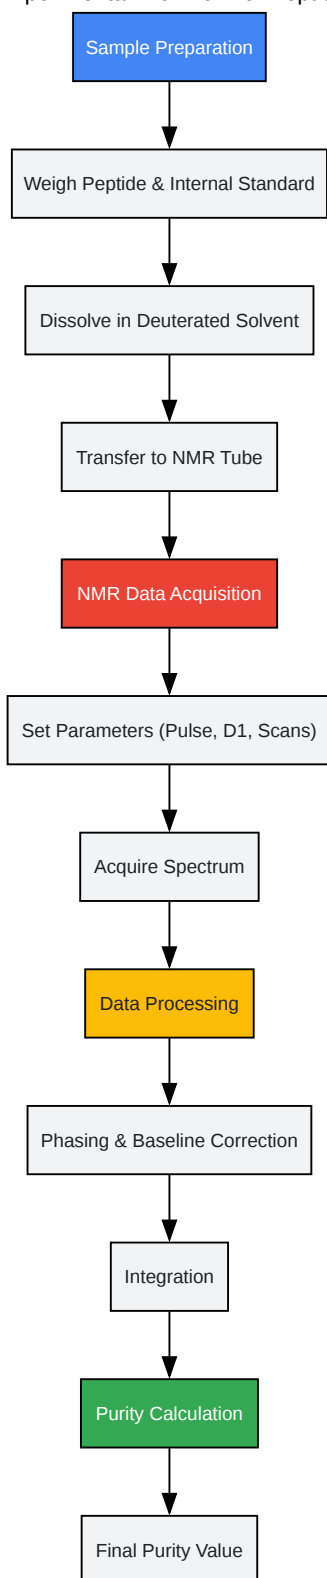 Sample Preparation
Weigh Peptide & Internal Standard
Dissolve in Deuterated Solvent
Transfer to NMR Tube
NMR Data Acquisition
Set Parameters (Pulse, D1, Scans)
Acquire Spectrum
Data Processing
Phasing & Baseline Correction
Integration
Purity Calculation
Final Purity Value